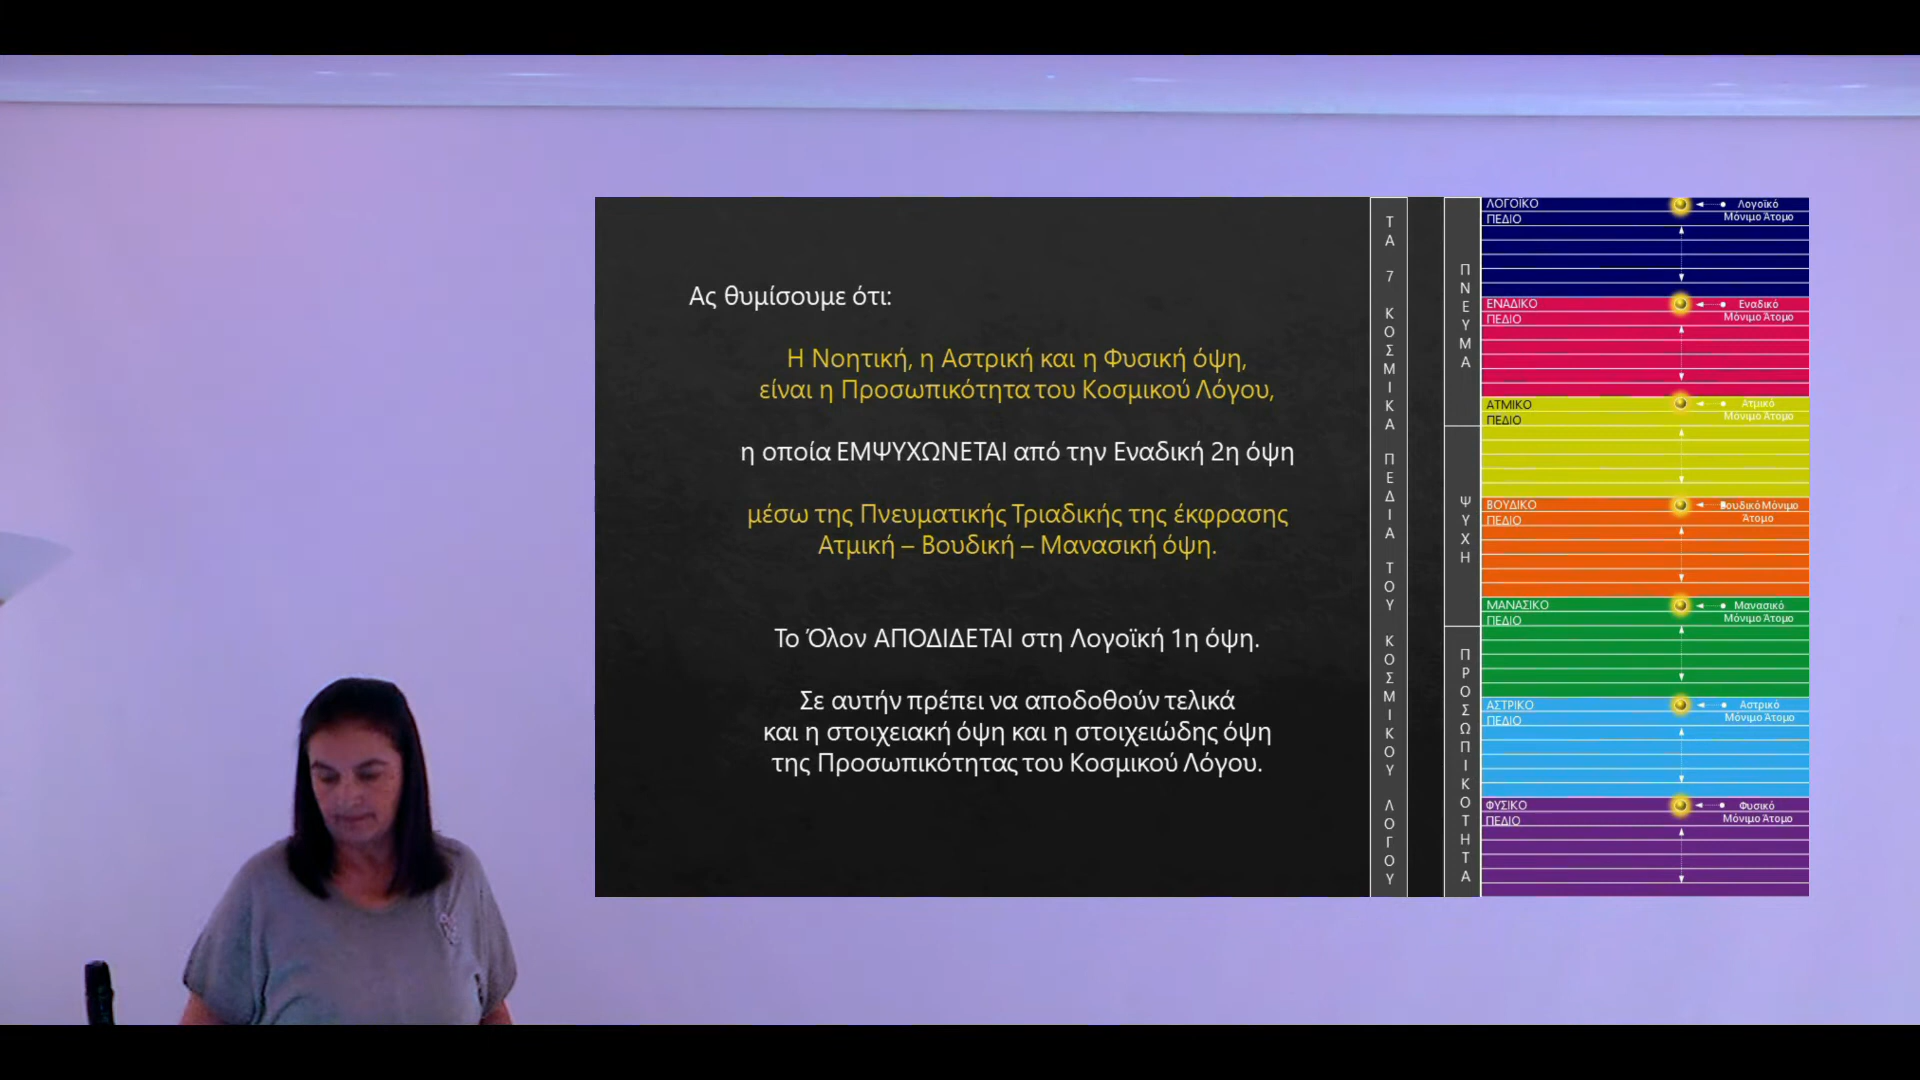 Ας θυμίσουμε ότι:
Η Νοητική, η Αστρική και η Φυσική όψη,
είναι η Προσωπικότητα του Κοσμικού Λόγου,
η οποία ΕΜΨΥΧΩΝΕΤΑΙ από την Εναδική 2η όψη
μέσω της Πνευματικής Τριαδικής της έκφρασης
Ατμική – Βουδική – Μανασική όψη.
Το Όλον ΑΠΟΔΙΔΕΤΑΙ στη Λογοϊκή 1η όψη.
Σε αυτήν πρέπει να αποδοθούν τελικά
και η στοιχειακή όψη και η στοιχειώδης όψη
της Προσωπικότητας του Κοσμικού Λόγου.
ΤΑ 7 ΚΟΣΜΙΚΑ ΠΕΔΙΑ ΤΟΥ ΚΟΣΜΙΚΟΥ ΛΟΓΟΥ
ΠΝΕΥΜΑ
ΨΥΧΗ
ΠΡΟΣΩΠΙΚΟΤΗΤΑ
ΛΟΓΟΪΚΟ
ΠΕΔΙΟ
Λογοϊκό
Μόνιμο Άτομο
ΕΝΑΔΙΚΟ
ΠΕΔΙΟ
Εναδικό
Μόνιμο Άτομο
ΑΤΜΙΚΟ
ΠΕΔΙΟ
Ατμικό
Μόνιμο Άτομο
ΒΟΥΔΙΚΟ
ΠΕΔΙΟ
Βουδικό Μόνιμο
Άτομο
ΜΑΝΑΣΙΚΟ
ΠΕΔΙΟ
Μανασικό
Μόνιμο Άτομο
ΑΣΤΡΙΚΟ
ΠΕΔΙΟ
Αστρικό
Μόνιμο Άτομο
ΦΥΣΙΚΟ
ΠΕΔΙΟ
Φυσικό
Μόνιμο Άτομο